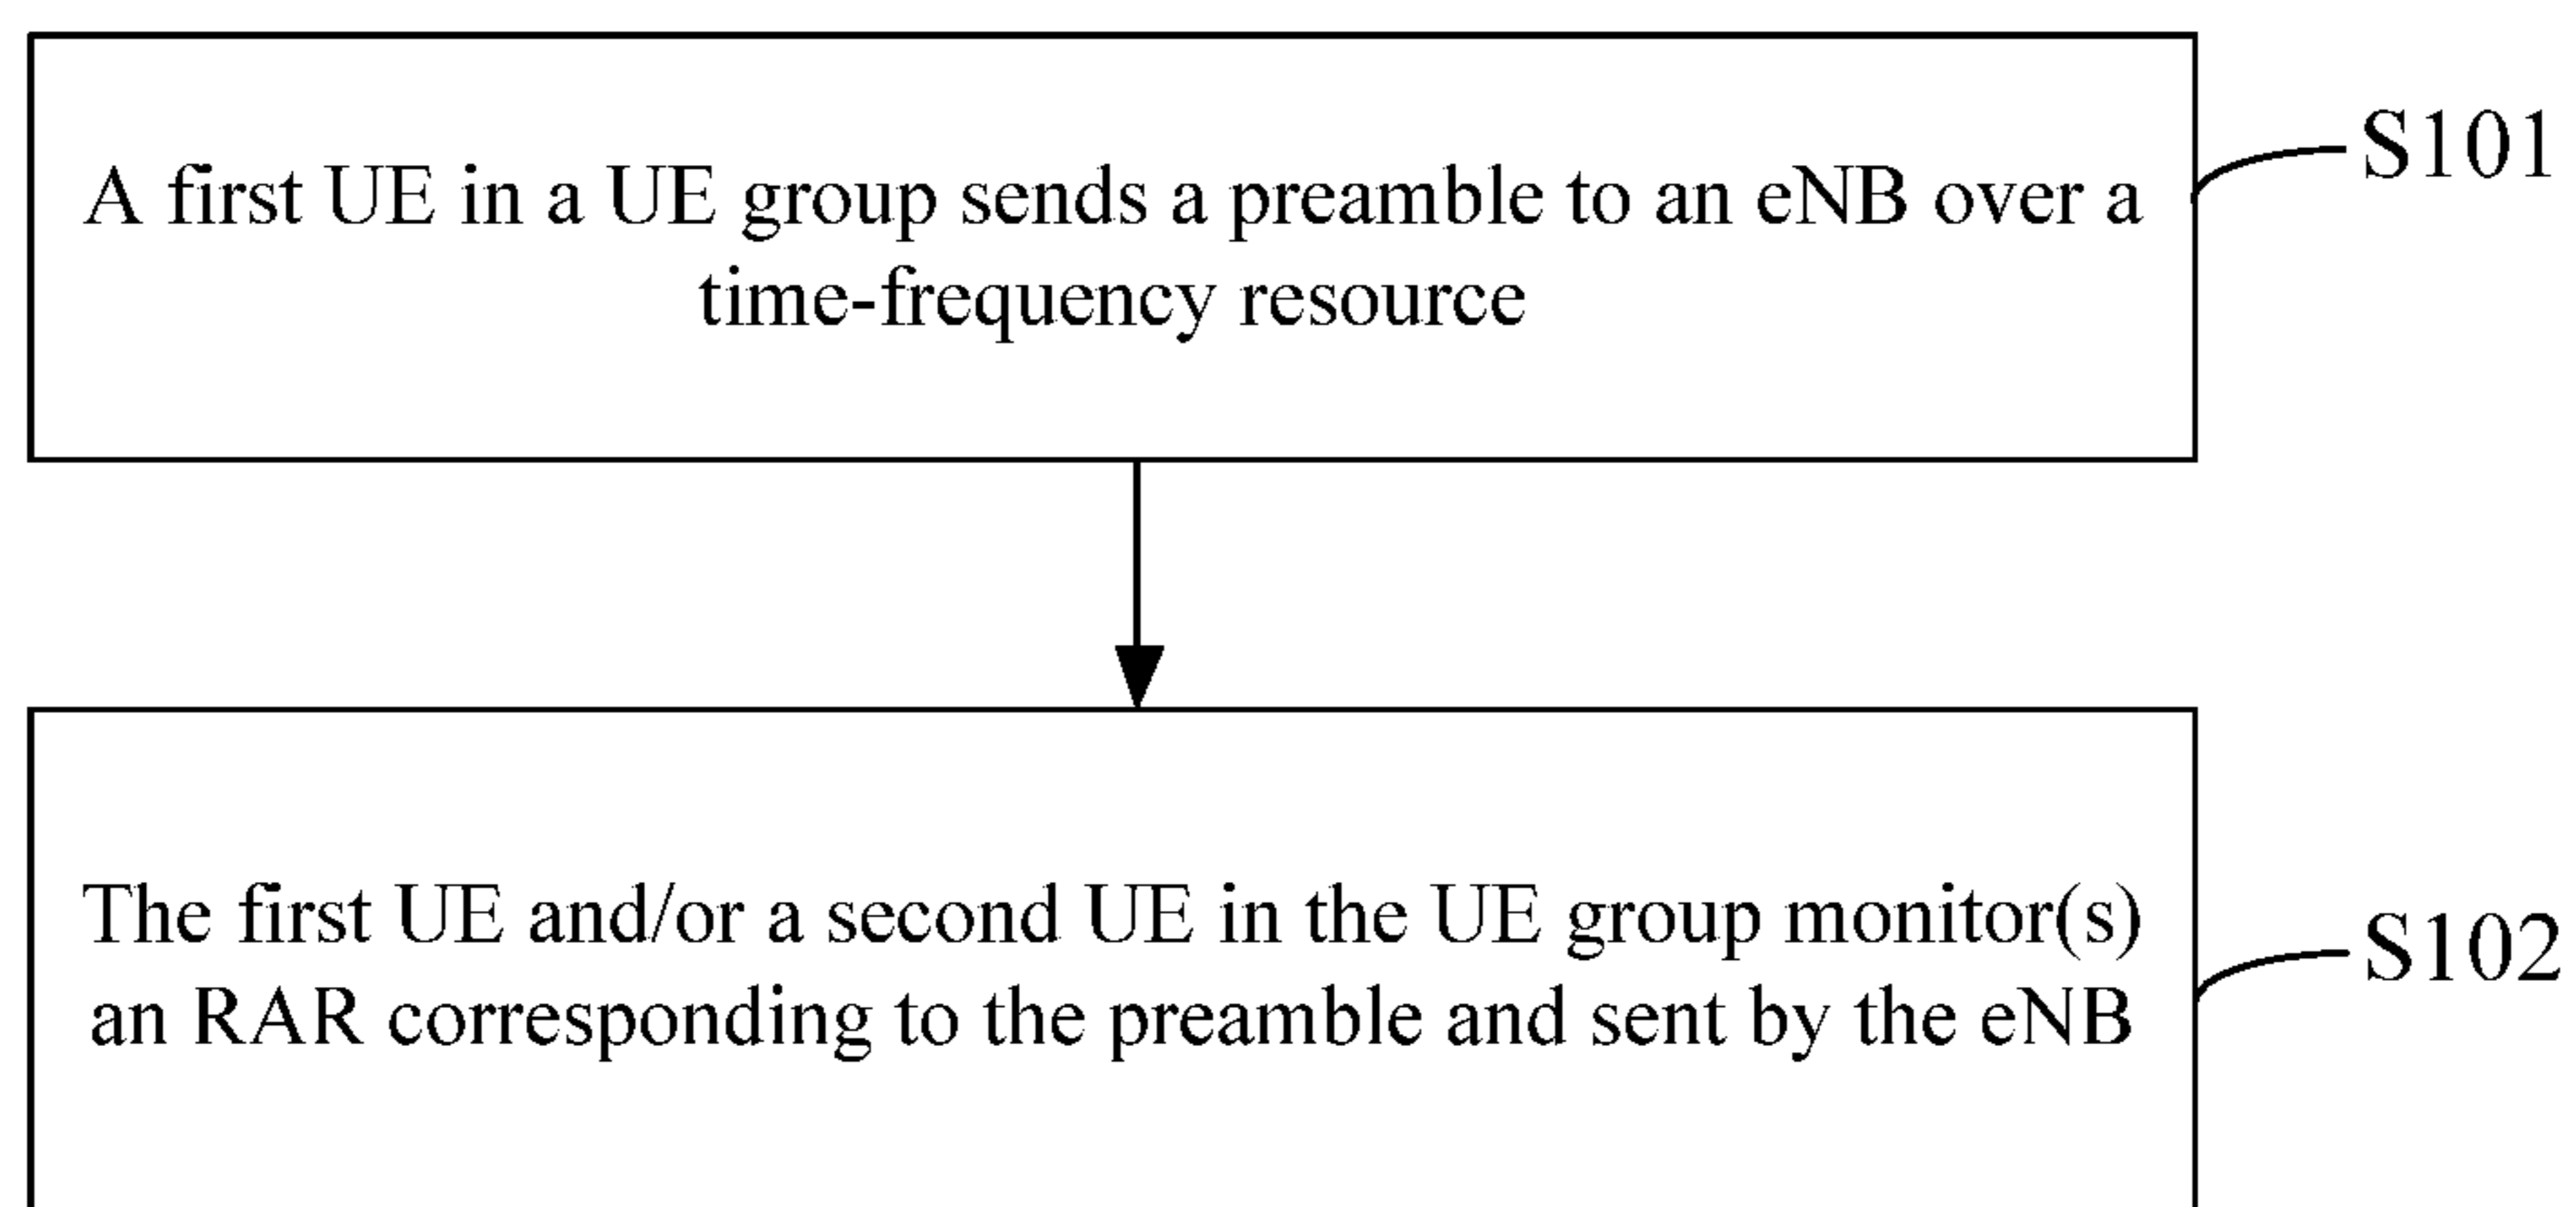 A first UE in a UE group sends a preamble to an eNB over a
time-frequency resource
S101
The first UE and/or a second UE in the UE group monitor(s)
an RAR corresponding to the preamble and sent by the eNB
S102